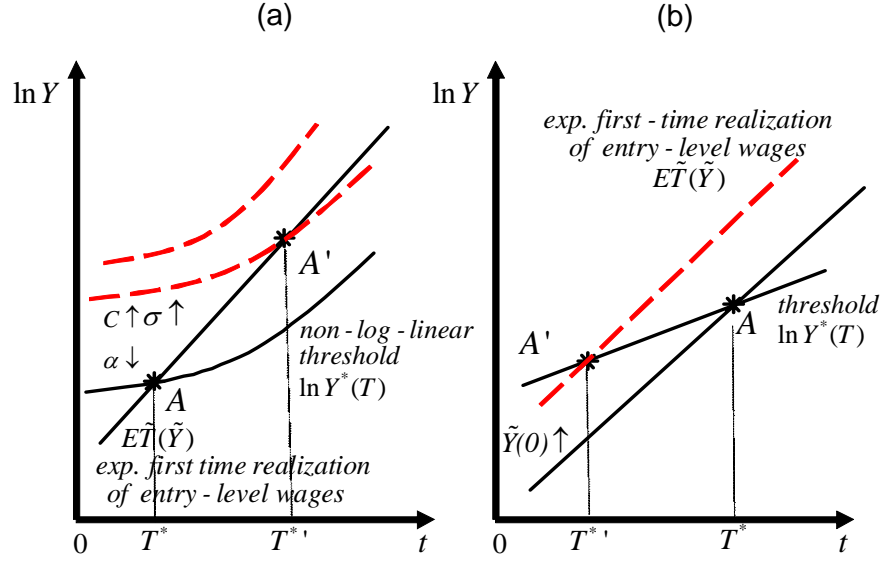 (a)
ln Y
C ↑ σ ↑
α ↓
A'
non - log - linear
threshold
ln Y*(T)
A
ET̃(Ỹ)
exp. first time realization
of entry - level wages
0
T*
T*'
t
(b)
ln Y
exp. first - time realization
of entry - level wages
ET̃(Ỹ)
A'
A
threshold
ln Y*(T)
Ỹ(0) ↑
0
T*'
T*
t